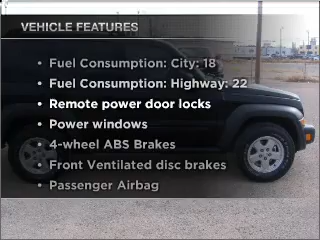 VEHICLE FEATURES
• Fuel Consumption: City: 18
• Fuel Consumption: Highway: 22
• Remote power door locks
• Power windows
• 4-wheel ABS Brakes
• Front Ventilated disc brakes
• Passenger Airbag